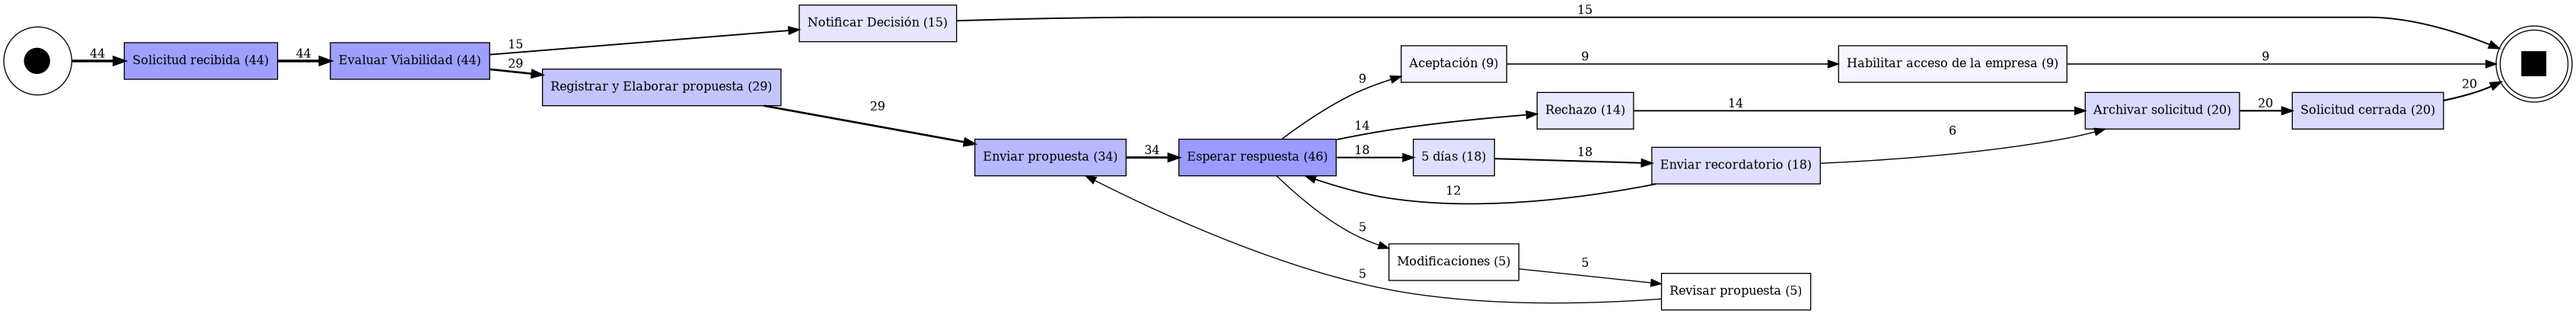 44
Solicitud recibida (44)
44
Evaluar Viabilidad (44)
15
29
Notificar Decisión (15)
15
Registrar y Elaborar propuesta (29)
29
Enviar propuesta (34)
34
Esperar respuesta (46)
9
14
18
5
5
Aceptación (9)
9
Habilitar acceso de la empresa (9)
9
Rechazo (14)
14
5 días (18)
18
Enviar recordatorio (18)
12
6
Archivar solicitud (20)
20
Solicitud cerrada (20)
20
Modificaciones (5)
5
Revisar propuesta (5)